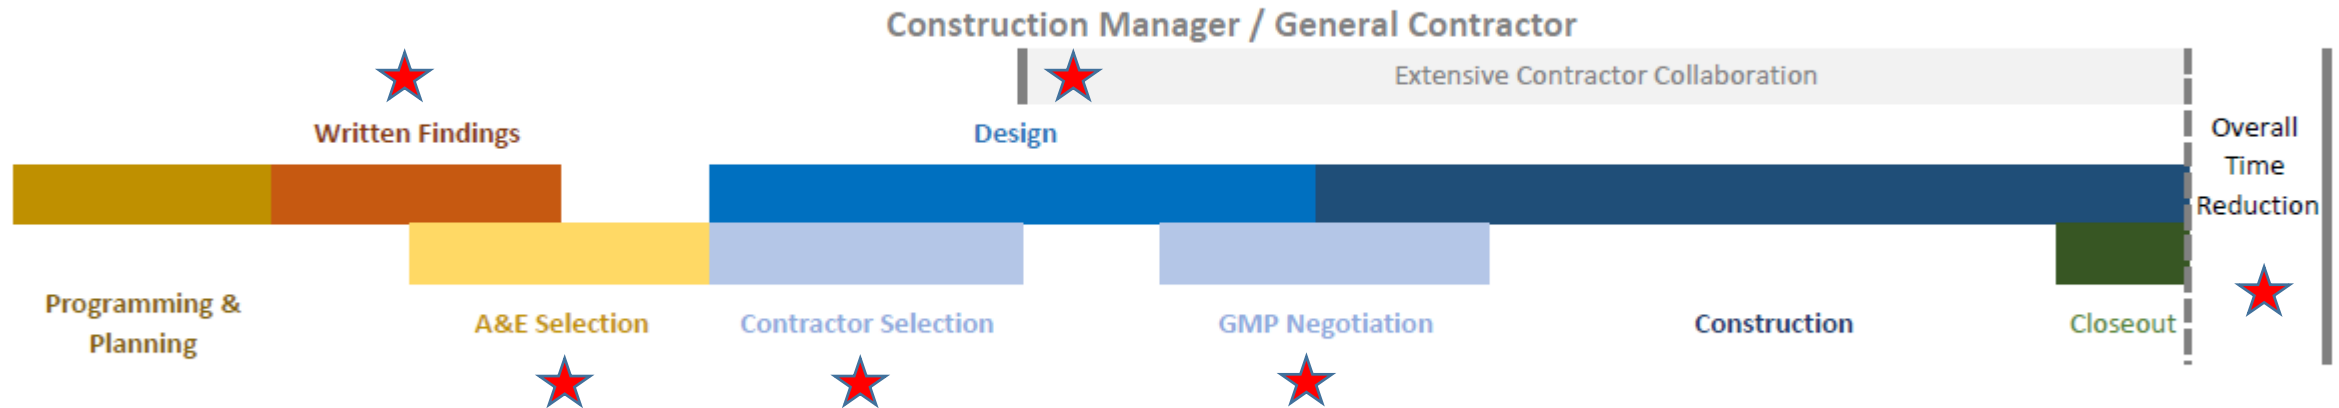 Construction Manager / General Contractor
Extensive Contractor Collaboration
Written Findings
Design
Overall
Time
Reduction
Programming &
Planning
A&E Selection
Contractor Selection
GMP Negotiation
Construction
Closeout